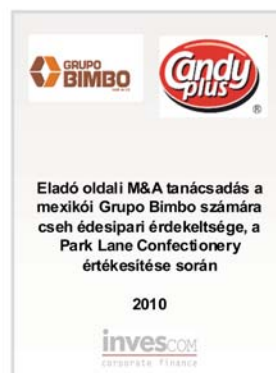 GRUPO
BIMBO
Candy
plus
Eladó oldali M&A tanácsadás a
mexikói Grupo Bimbo számára
cseh édesipari érdekeltsége, a
Park Lane Confectionery
értékesítése során
2010
invescom
corporate finance